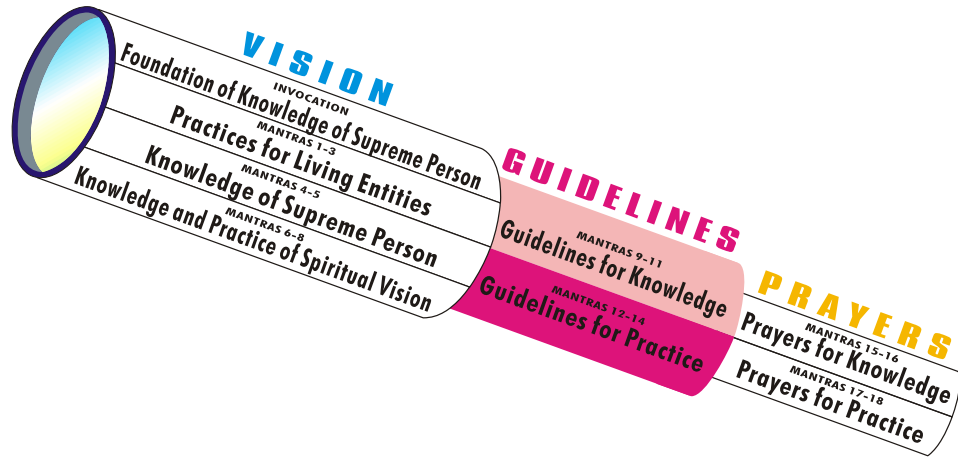 VISION
Foundation of Knowledge of Supreme Person
INVOCATION
Practices for Living Entities
MANTRAS 1-3
Knowledge of Supreme Person
MANTRAS 4-5
Knowledge and Practice of Spiritual Vision
MANTRAS 6-8
GUIDELINES
MANTRAS 9-11
Guidelines for Knowledge
MANTRAS 12-14
Guidelines for Practice
PRAYERS
MANTRAS 15-16
Prayers for Knowledge
MANTRAS 17-18
Prayers for Practice